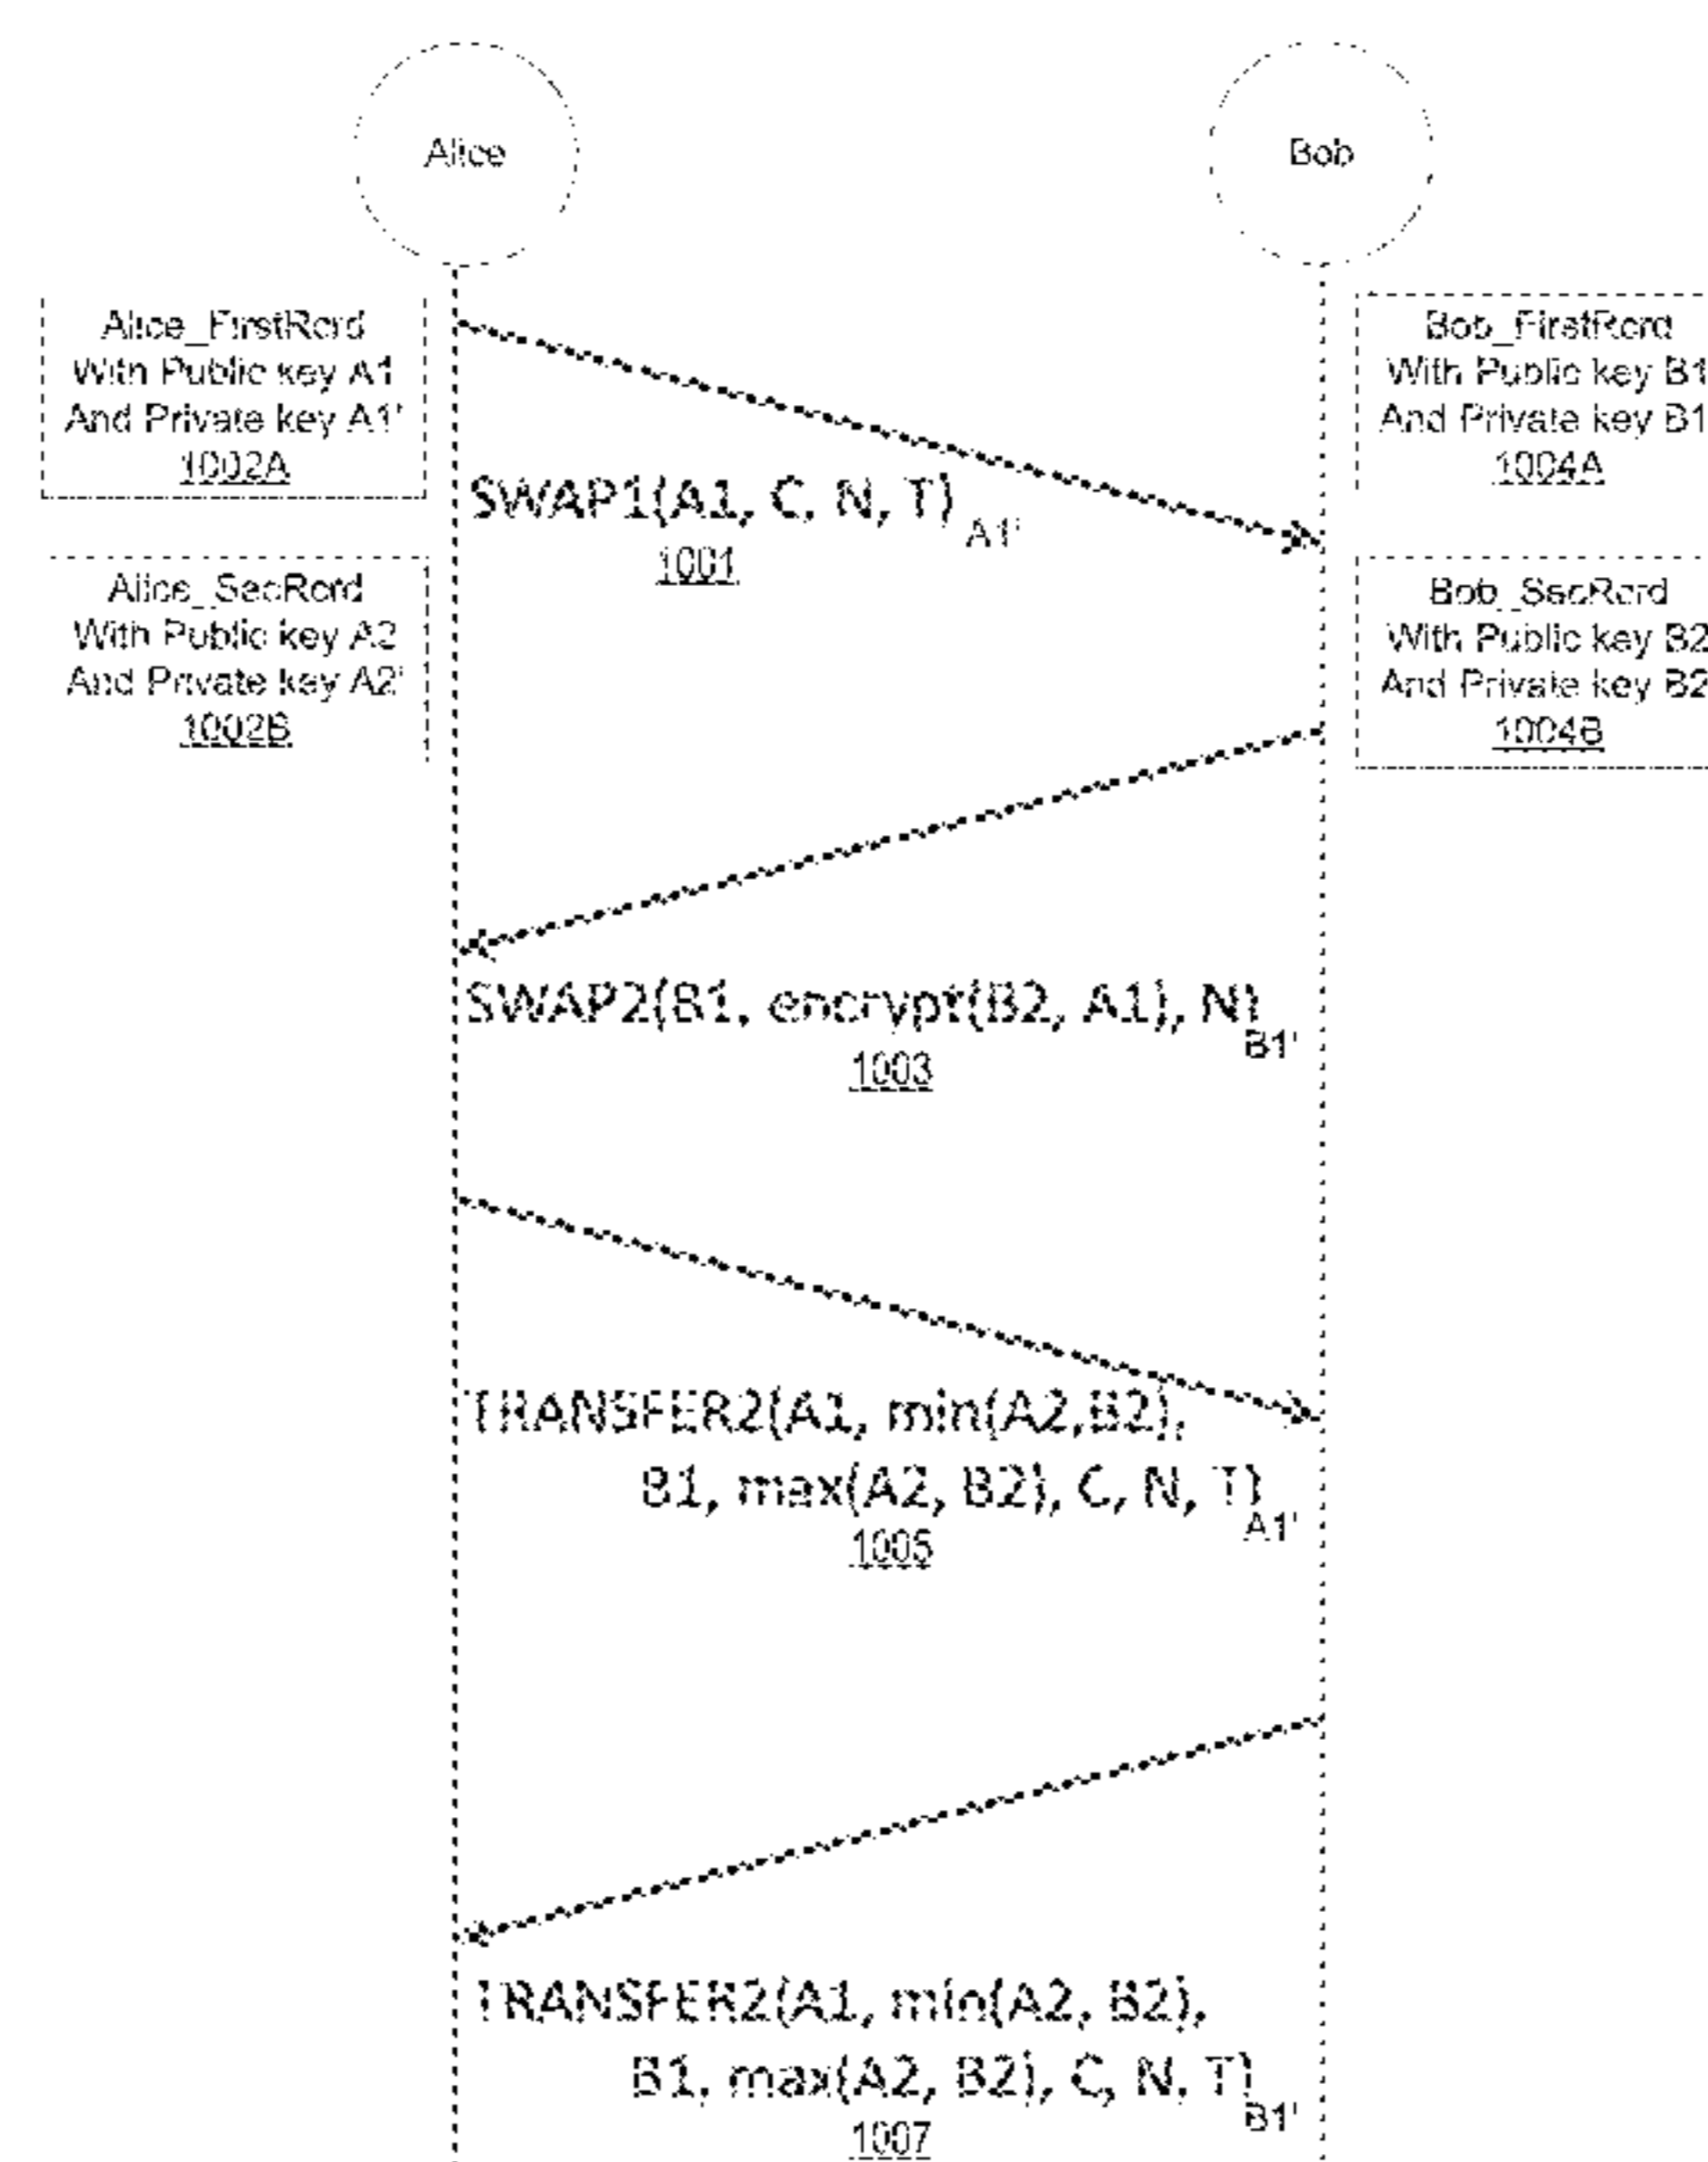 Alice
Bob
Alice_FirstRcrd
With Public key A1
And Private key A1'
1002A
Bob_FirstRcrd
With Public key B1
And Private key B1
1004A
SWAP1(A1, C, N, T) A1'
1001
Alice_SecRcrd
With Public key A2
And Private key A2'
1002B
Bob_SecRcrd
With Public key B2
And Private key B2
1004B
SWAP2(B1, encrypt(B2, A1), N) B1'
1003
TRANSFER2(A1, min(A2,B2),
B1, max(A2, B2), C, N, T) A1'
1005
TRANSFER2(A1, min(A2, B2),
B1, max(A2, B2), C, N, T) B1'
1007